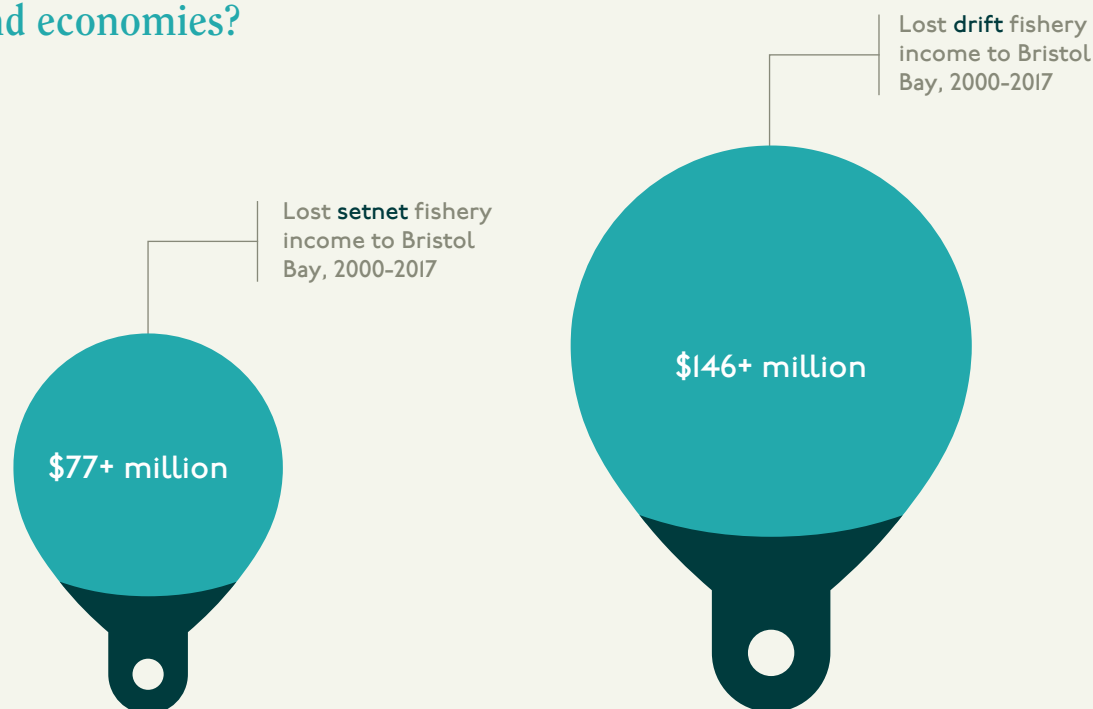 nd economies?
Lost drift fishery
income to Bristol
Bay, 2000-2017
Lost setnet fishery
income to Bristol
Bay, 2000-2017
$146+ million
$77+ million